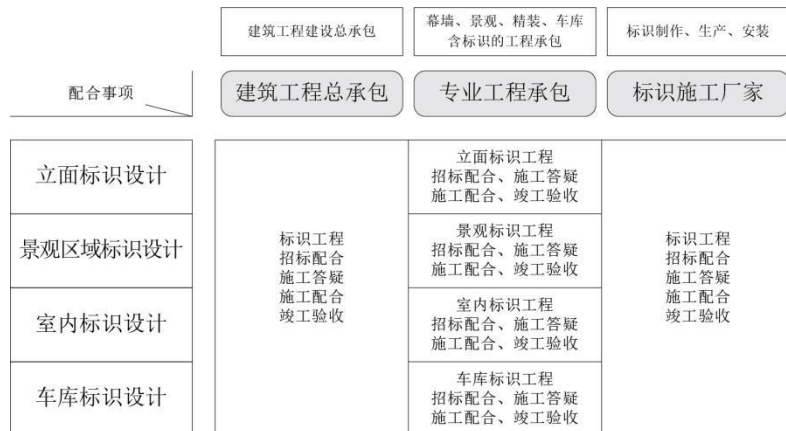 建筑工程建设总承包
幕墙、景观、精装、车库
含标识的工程承包
标识制作、生产、安装
配合事项
建筑工程总承包
专业工程承包
标识施工厂家
立面标识设计
景观区域标识设计
室内标识设计
车库标识设计
标识工程
招标配合
施工答疑
施工配合
竣工验收
立面标识工程
招标配合、施工答疑
施工配合、竣工验收
景观标识工程
招标配合、施工答疑
施工配合、竣工验收
室内标识工程
招标配合、施工答疑
施工配合、竣工验收
车库标识工程
招标配合、施工答疑
施工配合、竣工验收
标识工程
招标配合
施工答疑
施工配合
竣工验收